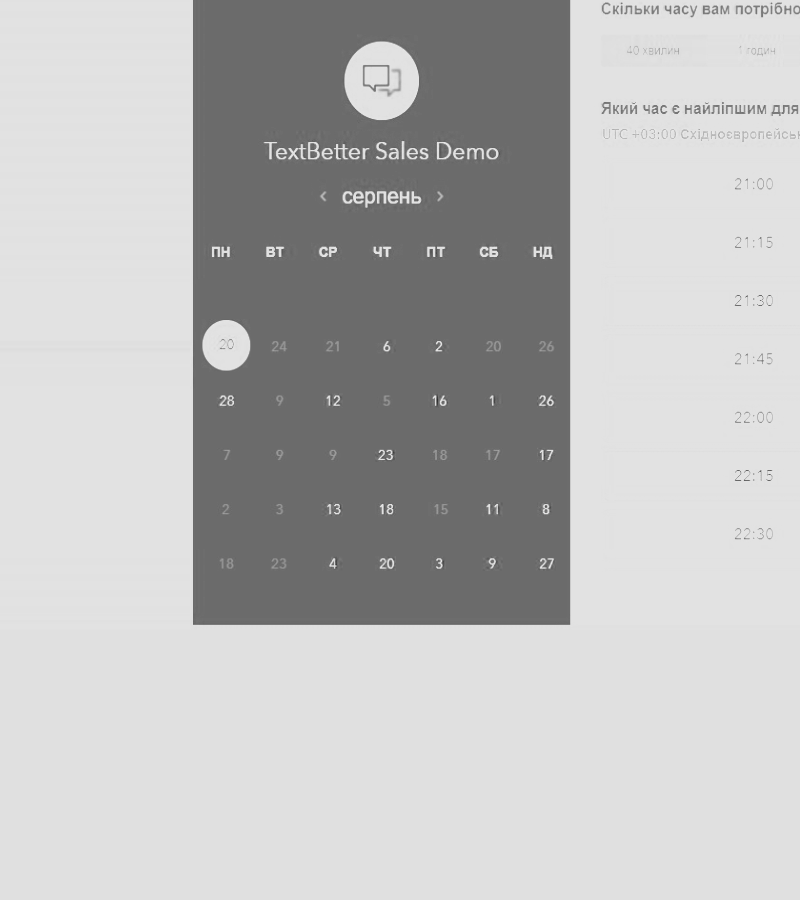 TextBetter Sales Demo
‹ серпень ›
ПН ВТ СР ЧТ ПТ СБ НД
20 24 21 6 2 20 26
28 9 12 5 16 1 26
7 9 9 23 18 17 17
2 3 13 18 15 11 8
18 23 4 20 3 9 27
Скільки часу вам потрібно
40 хвилин 1 годин
Який час є найліпшим для
UTC +03:00 Східноєвропейськ
21:00
21:15
21:30
21:45
22:00
22:15
22:30